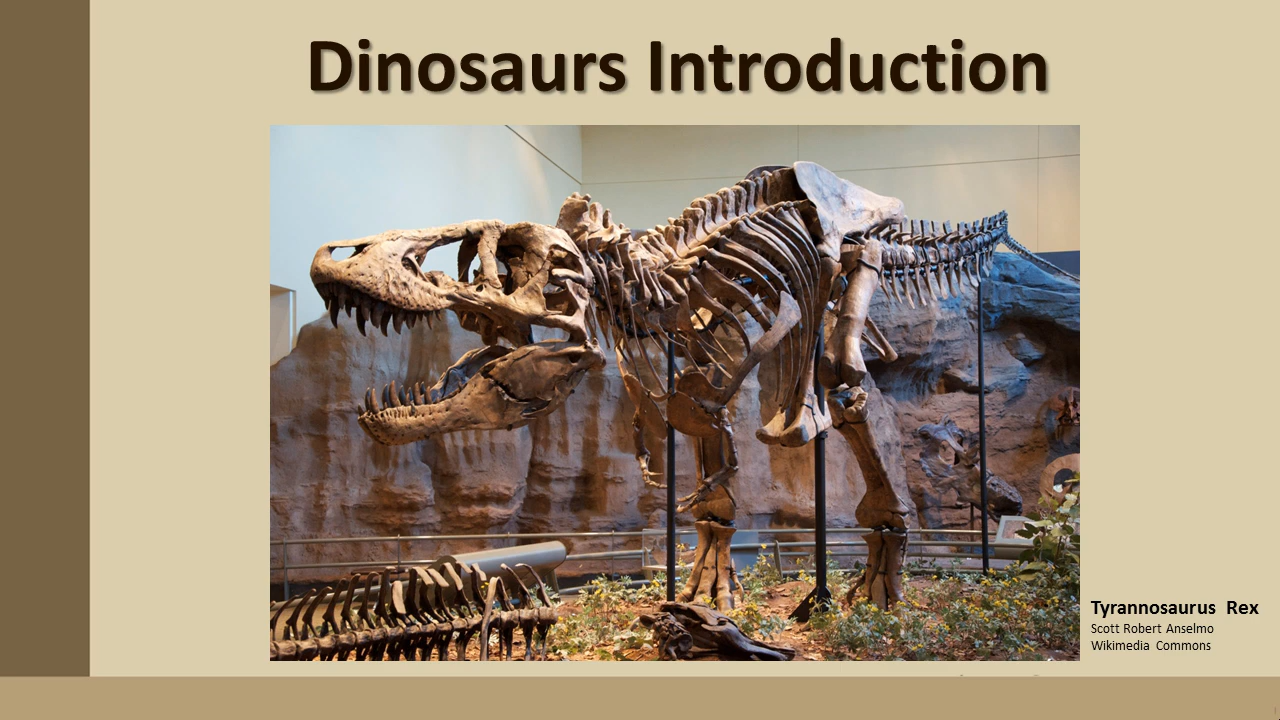 Dinosaurs Introduction
Tyrannosaurus Rex
Scott Robert Anselmo
Wikimedia Commons